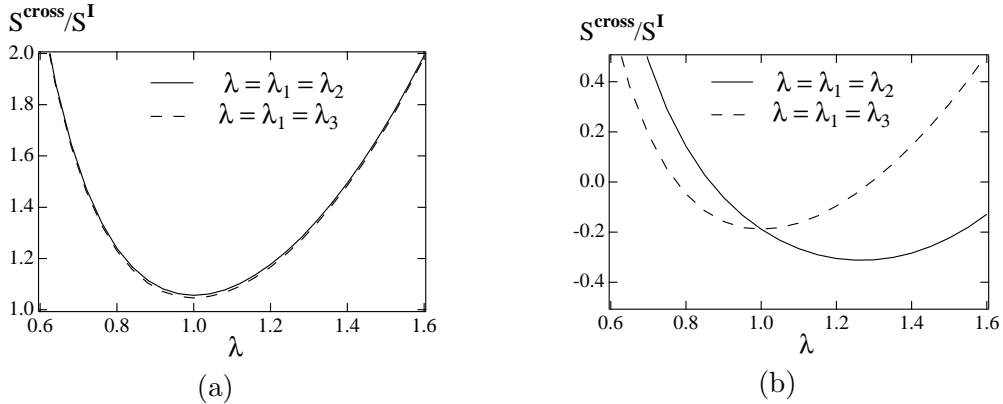 S^cross/S^I
2.0
1.8
1.6
1.4
1.2
1.0
λ = λ₁ = λ₂
λ = λ₁ = λ₃
0.6 0.8 1.0 1.2 1.4 1.6
λ
(a)
S^cross/S^I
0.4
0.2
0.0
-0.2
-0.4
λ = λ₁ = λ₂
λ = λ₁ = λ₃
0.6 0.8 1.0 1.2 1.4 1.6
λ
(b)